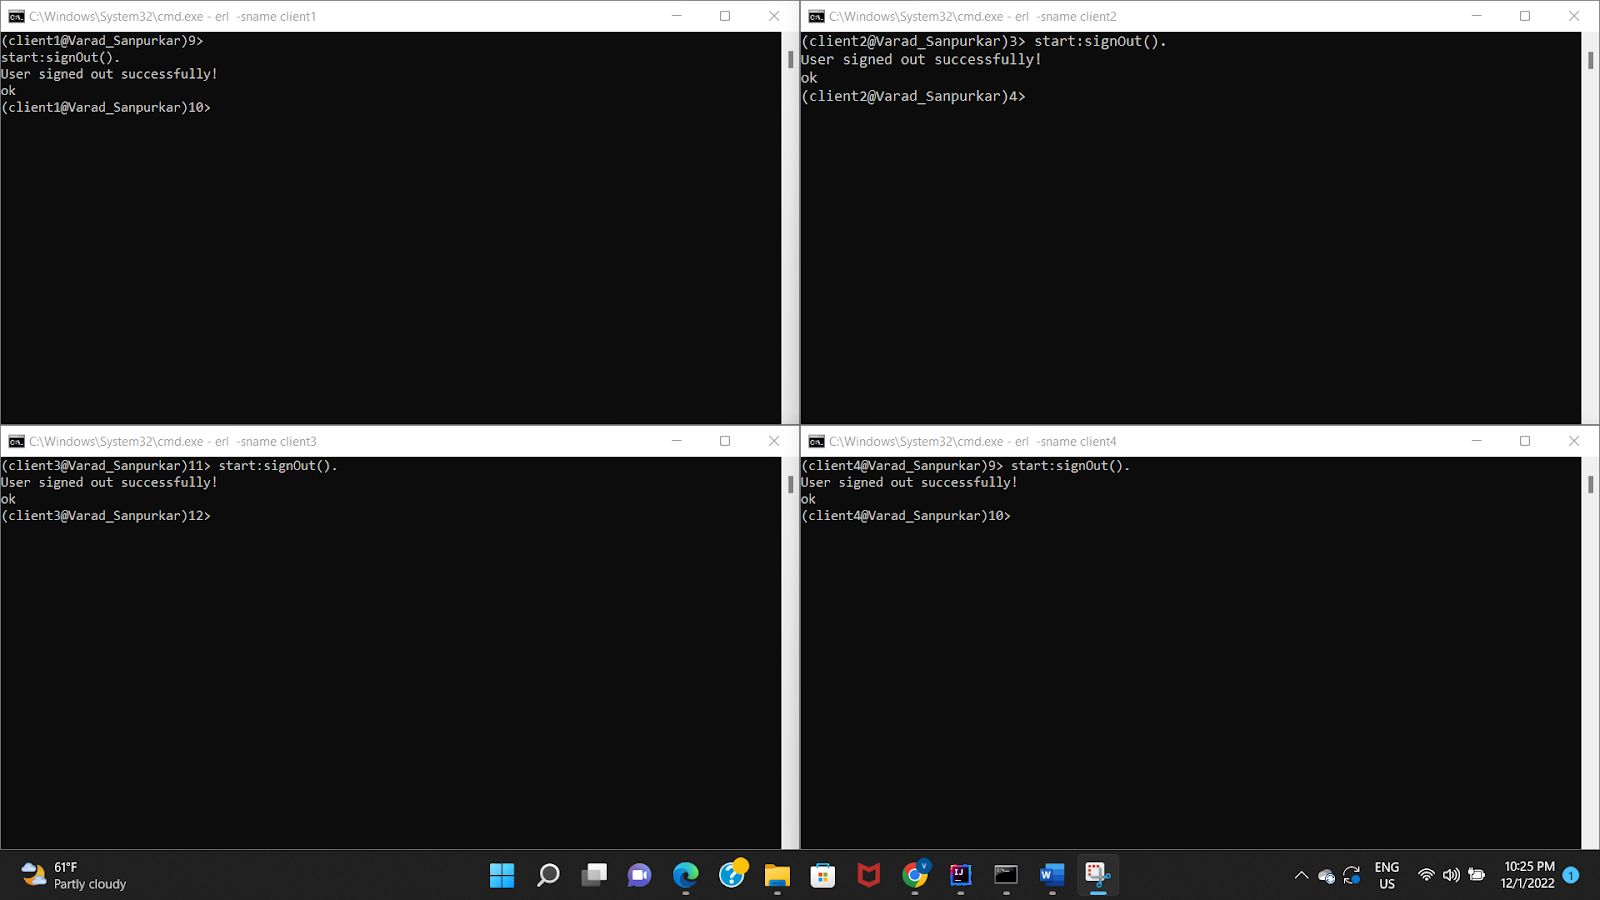 C:\Windows\System32\cmd.exe - erl  -sname client1
(client1@Varad_Sanpurkar)9>
start:signOut().
User signed out successfully!
ok
(client1@Varad_Sanpurkar)10>
C:\Windows\System32\cmd.exe - erl  -sname client2
(client2@Varad_Sanpurkar)3> start:signOut().
User signed out successfully!
ok
(client2@Varad_Sanpurkar)4>
C:\Windows\System32\cmd.exe - erl  -sname client3
(client3@Varad_Sanpurkar)11> start:signOut().
User signed out successfully!
ok
(client3@Varad_Sanpurkar)12>
C:\Windows\System32\cmd.exe - erl  -sname client4
(client4@Varad_Sanpurkar)9> start:signOut().
User signed out successfully!
ok
(client4@Varad_Sanpurkar)10>
61°F
Partly cloudy
ENG
US
10:25 PM
12/1/2022
1